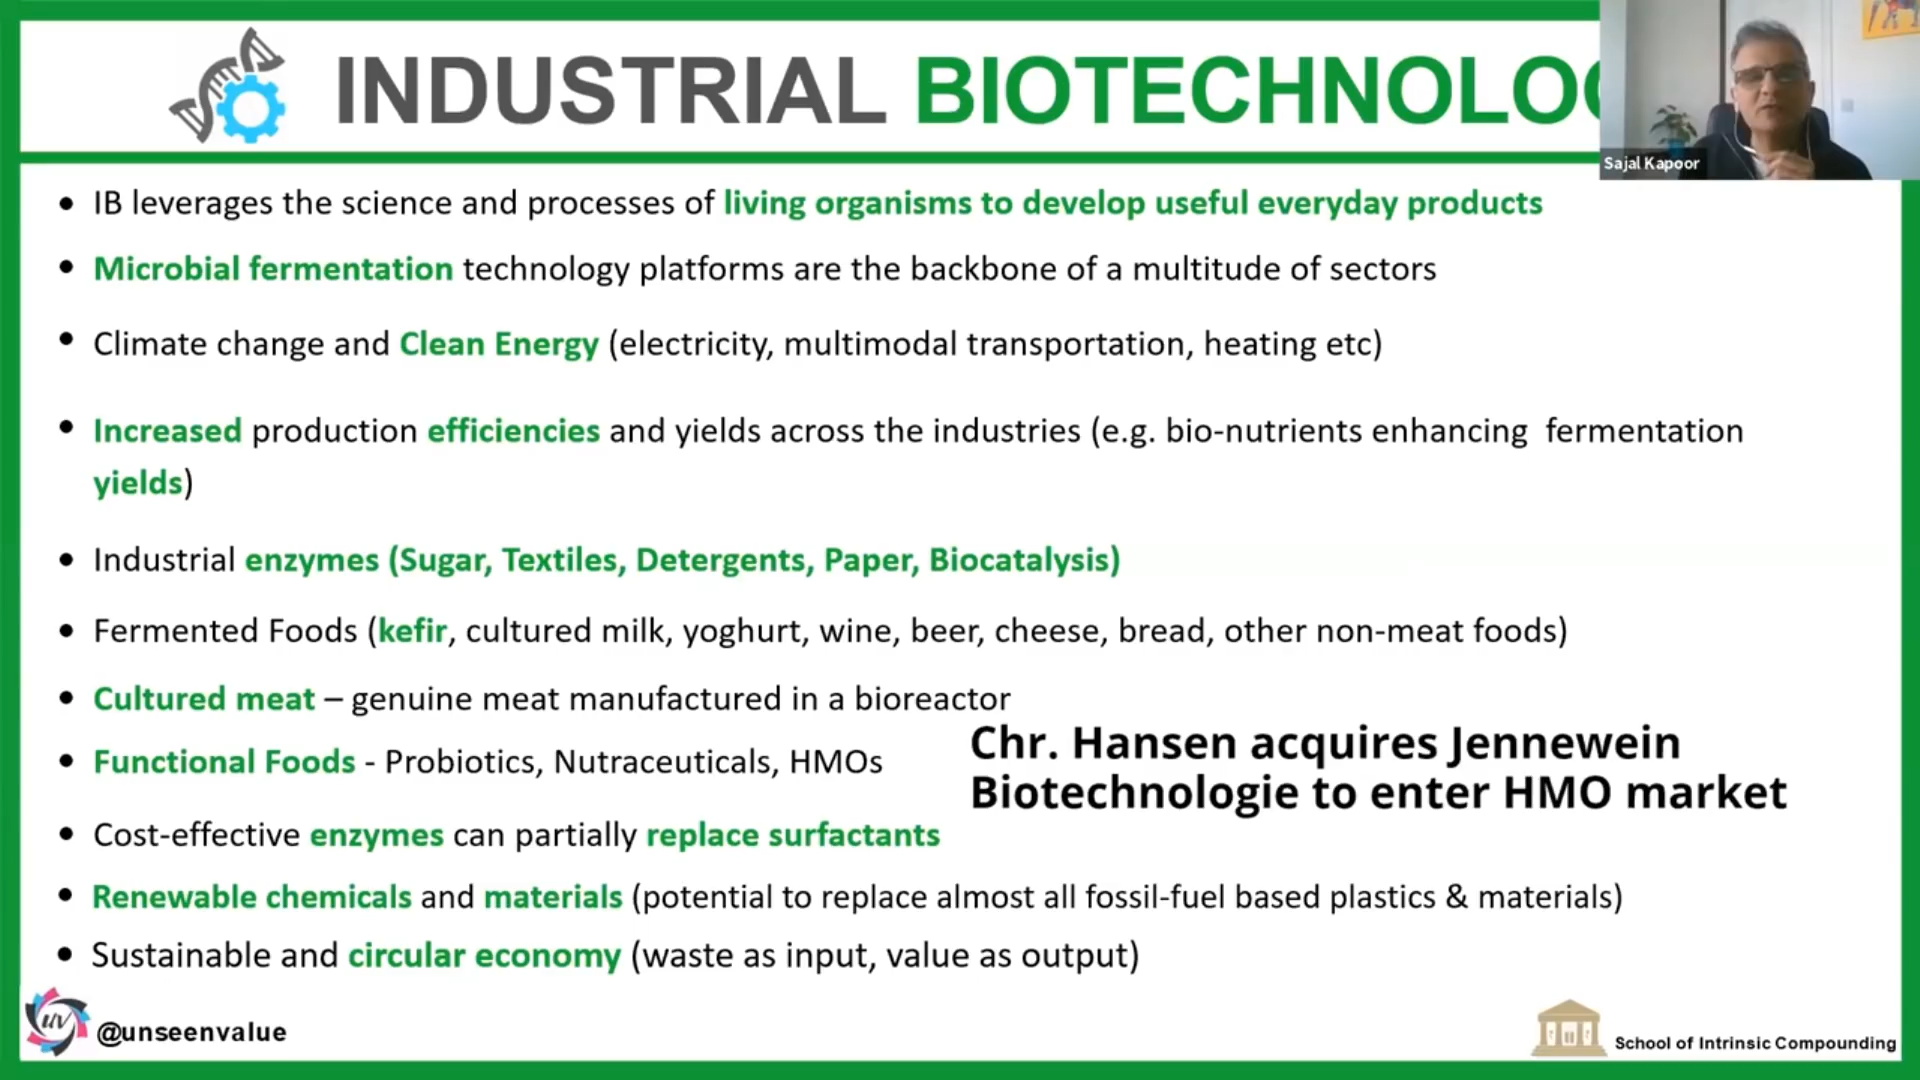 INDUSTRIAL BIOTECHNOLO
Sajal Kapoor
• IB leverages the science and processes of living organisms to develop useful everyday products
• Microbial fermentation technology platforms are the backbone of a multitude of sectors
• Climate change and Clean Energy (electricity, multimodal transportation, heating etc)
• Increased production efficiencies and yields across the industries (e.g. bio-nutrients enhancing fermentation
yields)
• Industrial enzymes (Sugar, Textiles, Detergents, Paper, Biocatalysis)
• Fermented Foods (kefir, cultured milk, yoghurt, wine, beer, cheese, bread, other non-meat foods)
• Cultured meat – genuine meat manufactured in a bioreactor
• Functional Foods - Probiotics, Nutraceuticals, HMOs
Chr. Hansen acquires Jennewein
Biotechnologie to enter HMO market
• Cost-effective enzymes can partially replace surfactants
• Renewable chemicals and materials (potential to replace almost all fossil-fuel based plastics & materials)
• Sustainable and circular economy (waste as input, value as output)
UV
@unseenvalue
School of Intrinsic Compounding